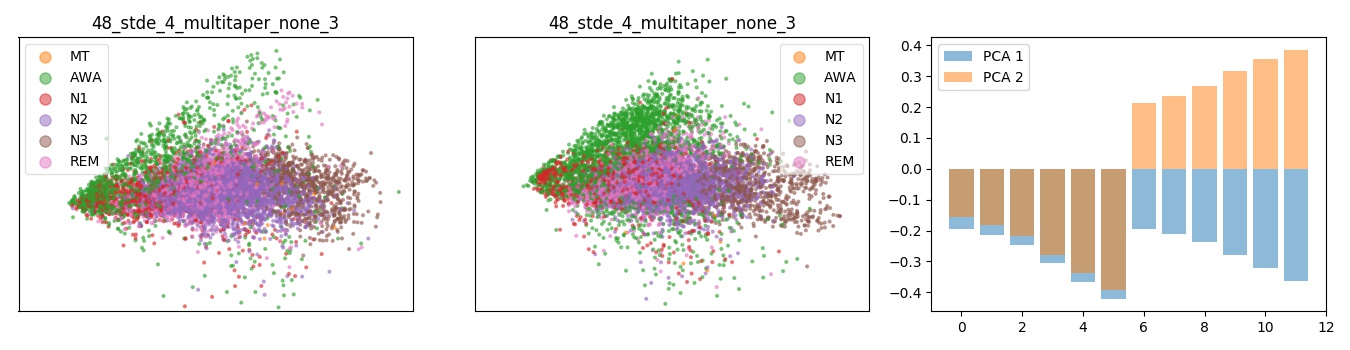 48_stde_4_multitaper_none_3
MT
AWA
N1
N2
N3
REM
48_stde_4_multitaper_none_3
MT
AWA
N1
N2
N3
REM
PCA 1
PCA 2
0.4
0.3
0.2
0.1
0.0
−0.1
−0.2
−0.3
−0.4
0 2 4 6 8 10 12